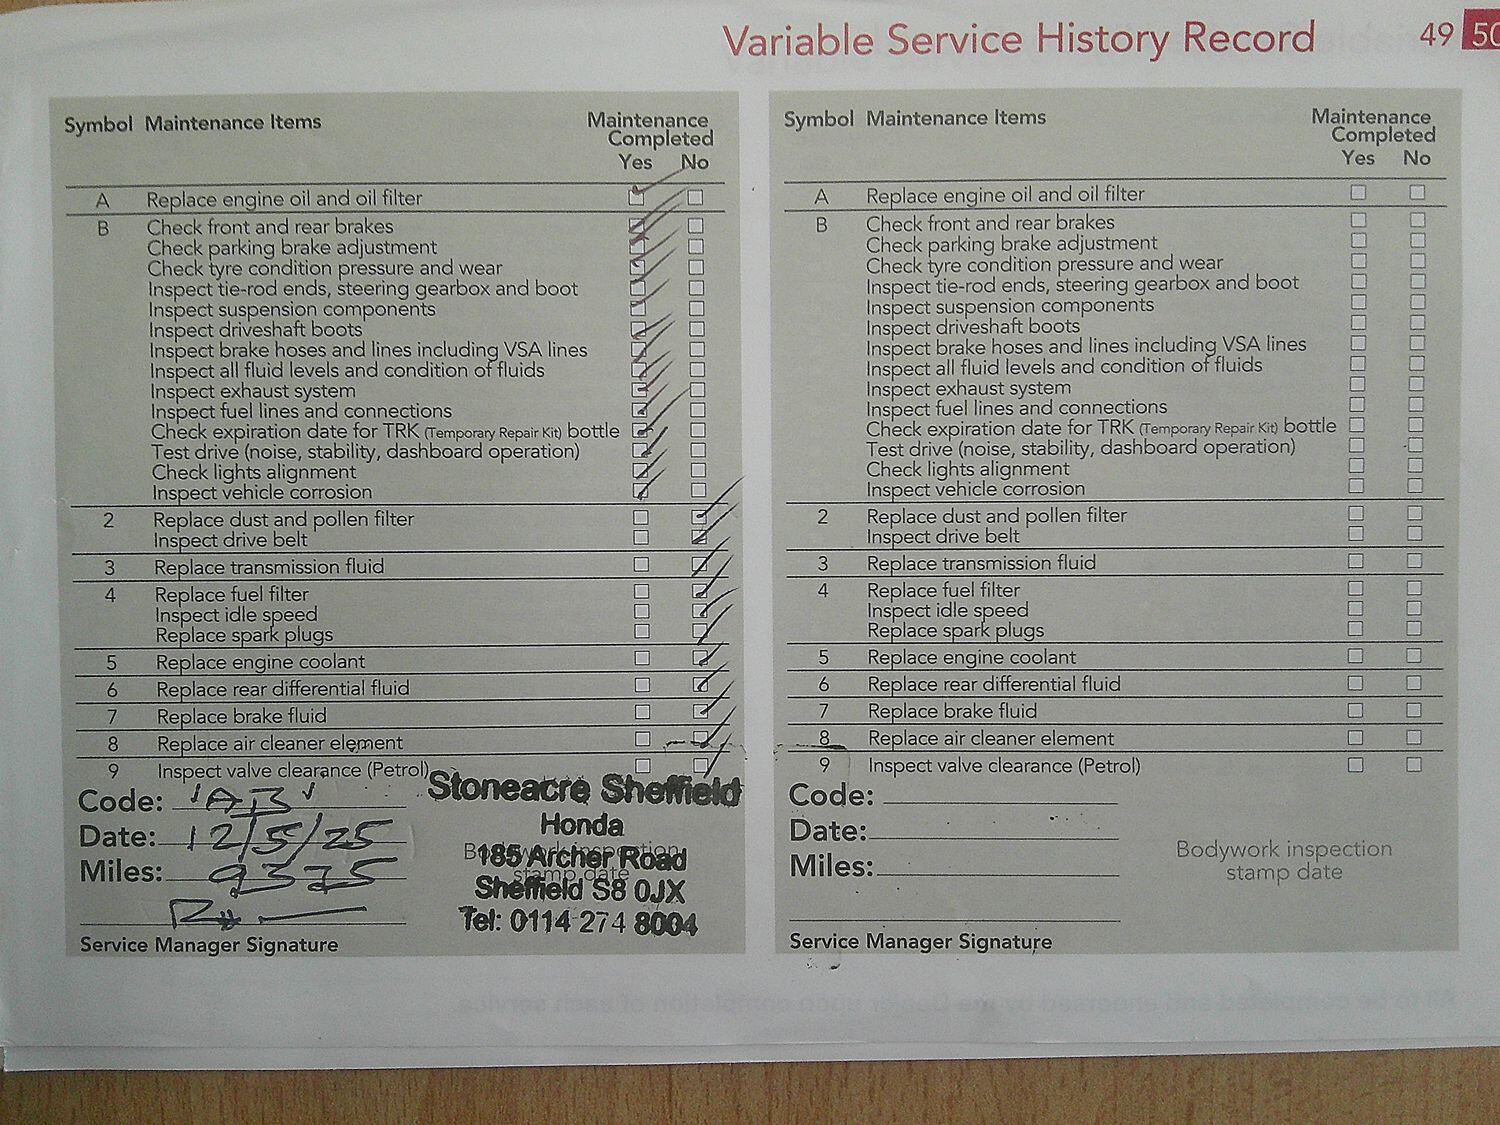 Variable Service History Record 49 50
Symbol Maintenance Items Maintenance Completed
Yes No
A Replace engine oil and oil filter
B Check front and rear brakes
Check parking brake adjustment
Check tyre condition pressure and wear
Inspect tie-rod ends, steering gearbox and boot
Inspect suspension components
Inspect driveshaft boots
Inspect brake hoses and lines including VSA lines
Inspect all fluid levels and condition of fluids
Inspect exhaust system
Inspect fuel lines and connections
Check expiration date for TRK (Temporary Repair Kit) bottle
Test drive (noise, stability, dashboard operation)
Check lights alignment
Inspect vehicle corrosion
2 Replace dust and pollen filter
Inspect drive belt
3 Replace transmission fluid
4 Replace fuel filter
Inspect idle speed
Replace spark plugs
5 Replace engine coolant
6 Replace rear differential fluid
7 Replace brake fluid
8 Replace air cleaner element
9 Inspect valve clearance (Petrol)
Code: 'AB'
Date: 12/5/25
Miles: 9375
Service Manager Signature
Stoneacre Sheffield
Honda
185 Archer Road
Sheffield S8 0JX
Tel: 0114 274 8004
Bodywork inspection
stamp date
Symbol Maintenance Items Maintenance Completed
Yes No
A Replace engine oil and oil filter
B Check front and rear brakes
Check parking brake adjustment
Check tyre condition pressure and wear
Inspect tie-rod ends, steering gearbox and boot
Inspect suspension components
Inspect driveshaft boots
Inspect brake hoses and lines including VSA lines
Inspect all fluid levels and condition of fluids
Inspect exhaust system
Inspect fuel lines and connections
Check expiration date for TRK (Temporary Repair Kit) bottle
Test drive (noise, stability, dashboard operation)
Check lights alignment
Inspect vehicle corrosion
2 Replace dust and pollen filter
Inspect drive belt
3 Replace transmission fluid
4 Replace fuel filter
Inspect idle speed
Replace spark plugs
5 Replace engine coolant
6 Replace rear differential fluid
7 Replace brake fluid
8 Replace air cleaner element
9 Inspect valve clearance (Petrol)
Code:
Date:
Miles:
Service Manager Signature
Bodywork inspection
stamp date